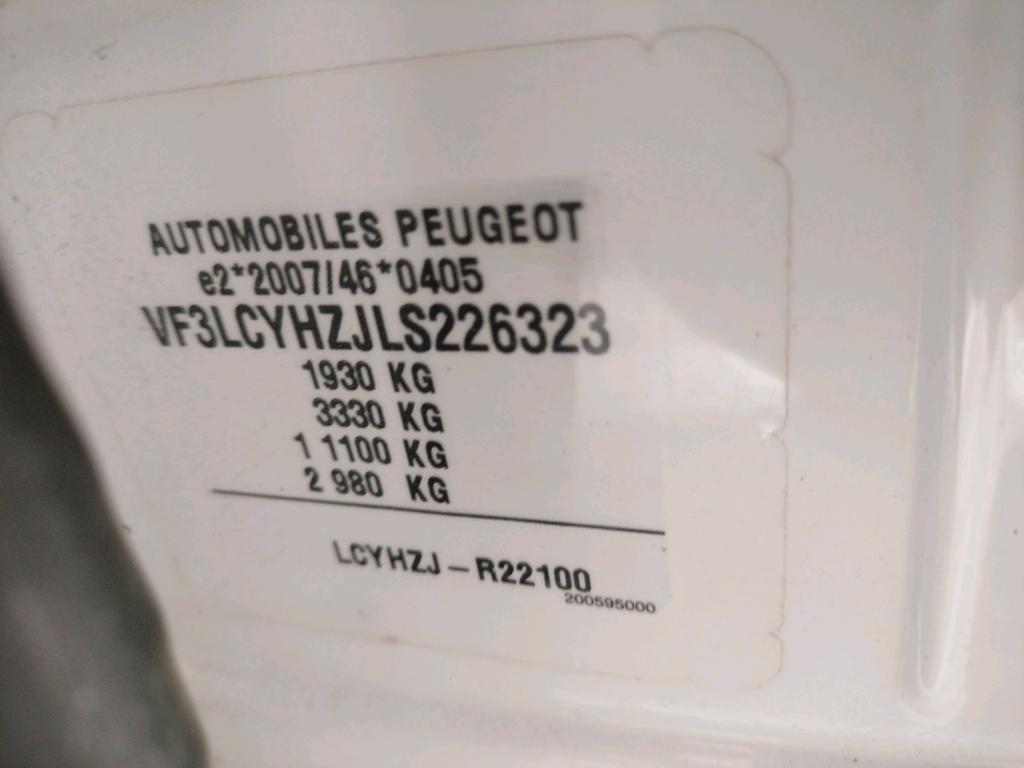 AUTOMOBILES PEUGEOT
e2*2007/46*0405
VF3LCYHZJLS226323
1930 KG
3330 KG
1 1100 KG
2 980 KG
LCYHZJ – R22100
200595000